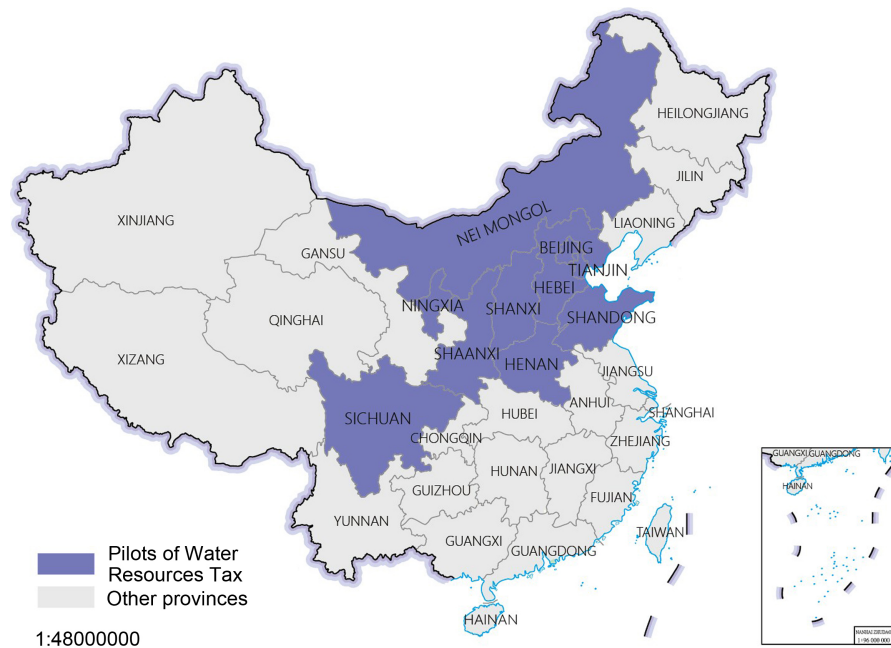 HEILONGJIANG
JILIN
LIAONING
XINJIANG
NEI MONGOL
GANSU
BEIJING
TIANJIN
HEBEI
NINGXIA
SHANXI
QINGHAI
SHANDONG
XIZANG
SHAANXI
HENAN
JIANGSU
SICHUAN
HUBEI
ANHUI
SHANGHAI
CHONGQIN
ZHEJIANG
HUNAN
JIANGXI
GUIZHOU
FUJIAN
YUNNAN
GUANGXI
GUANGDONG
TAIWAN
HAINAN
GUANGXI
GUANGDONG
HAINAN
Pilots of Water
Resources Tax
Other provinces
1:48000000